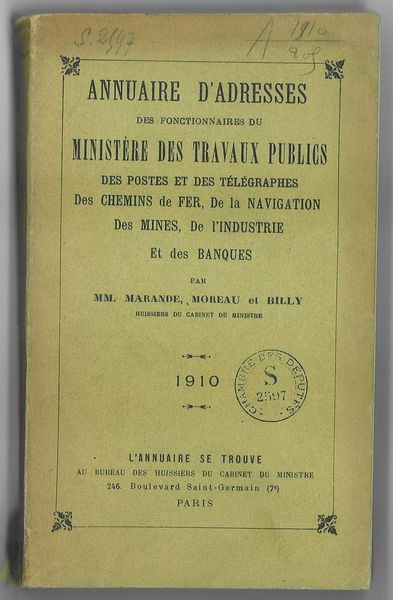 S. 2597
A 1910
205
ANNUAIRE D'ADRESSES
DES FONCTIONNAIRES DU
MINISTÈRE DES TRAVAUX PUBLICS
DES POSTES ET DES TÉLÉGRAPHES
Des CHEMINS de FER, De la NAVIGATION
Des MINES, De l'INDUSTRIE
Et des BANQUES
PAR
MM. MARANDE, MOREAU et BILLY
HUISSIERS DU CABINET DU MINISTRE
1910
CHAMBRE DES DÉPUTÉS
S
2597
L'ANNUAIRE SE TROUVE
AU BUREAU DES HUISSIERS DU CABINET DU MINISTRE
246. Boulevard Saint-Germain (7e)
PARIS